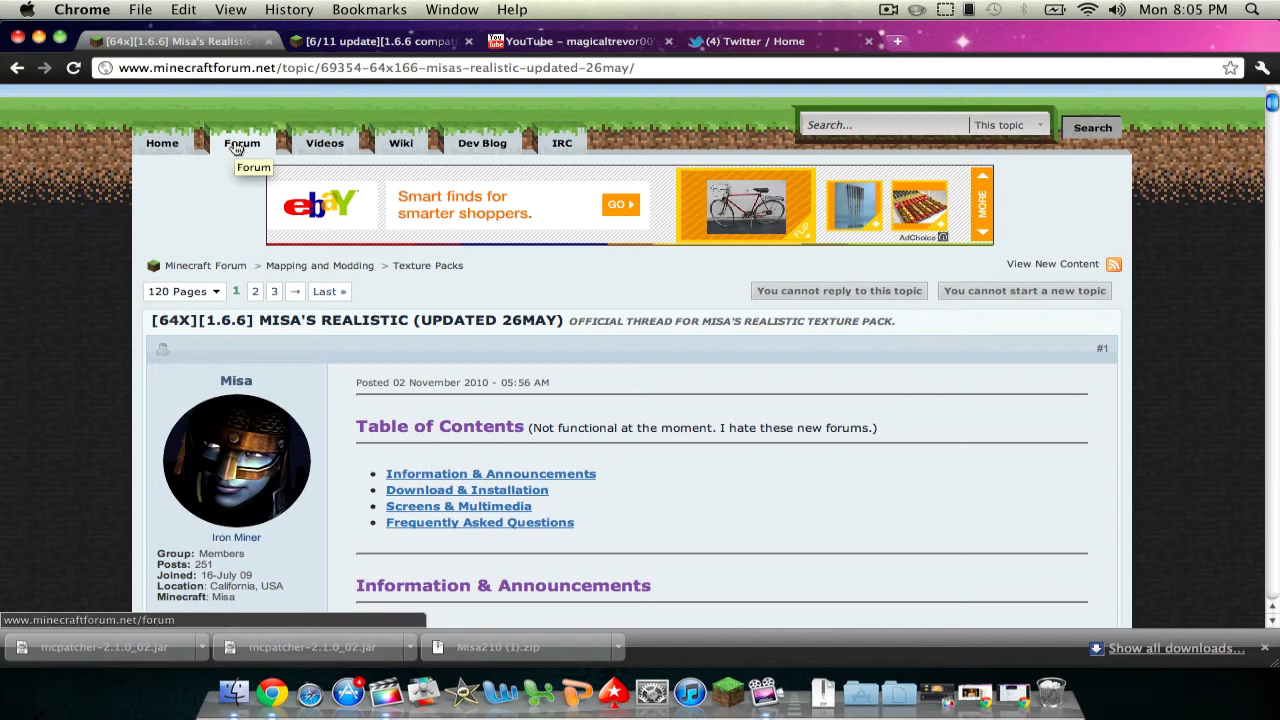 Chrome File Edit View History Bookmarks Window Help Mon 8:05 PM
[64x][1.6.6] Misa's Realistic [6/11 update][1.6.6 compat YouTube – magicaltrevor00 (4) Twitter / Home
www.minecraftforum.net/topic/69354-64x166-misas-realistic-updated-26may/
Search... This topic Search
Home Forum Videos Wiki Dev Blog IRC
Forum
ebay Smart finds for smarter shoppers. GO FLIP MORE
AdChoice
Minecraft Forum > Mapping and Modding > Texture Packs View New Content
120 Pages 1 2 3 → Last » You cannot reply to this topic You cannot start a new topic
[64X][1.6.6] MISA'S REALISTIC (UPDATED 26MAY) OFFICIAL THREAD FOR MISA'S REALISTIC TEXTURE PACK.
#1
Misa
Posted 02 November 2010 - 05:56 AM
Table of Contents (Not functional at the moment. I hate these new forums.)
• Information & Announcements
• Download & Installation
• Screens & Multimedia
• Frequently Asked Questions
Iron Miner
Group: Members
Posts: 251
Joined: 16-July 09
Location: California, USA
Minecraft: Misa
Information & Announcements
www.minecraftforum.net/forum
mcpatcher-2.1.0_02.jar mcpatcher-2.1.0_02.jar Misa210 (1).zip Show all downloads...
4
ZIP